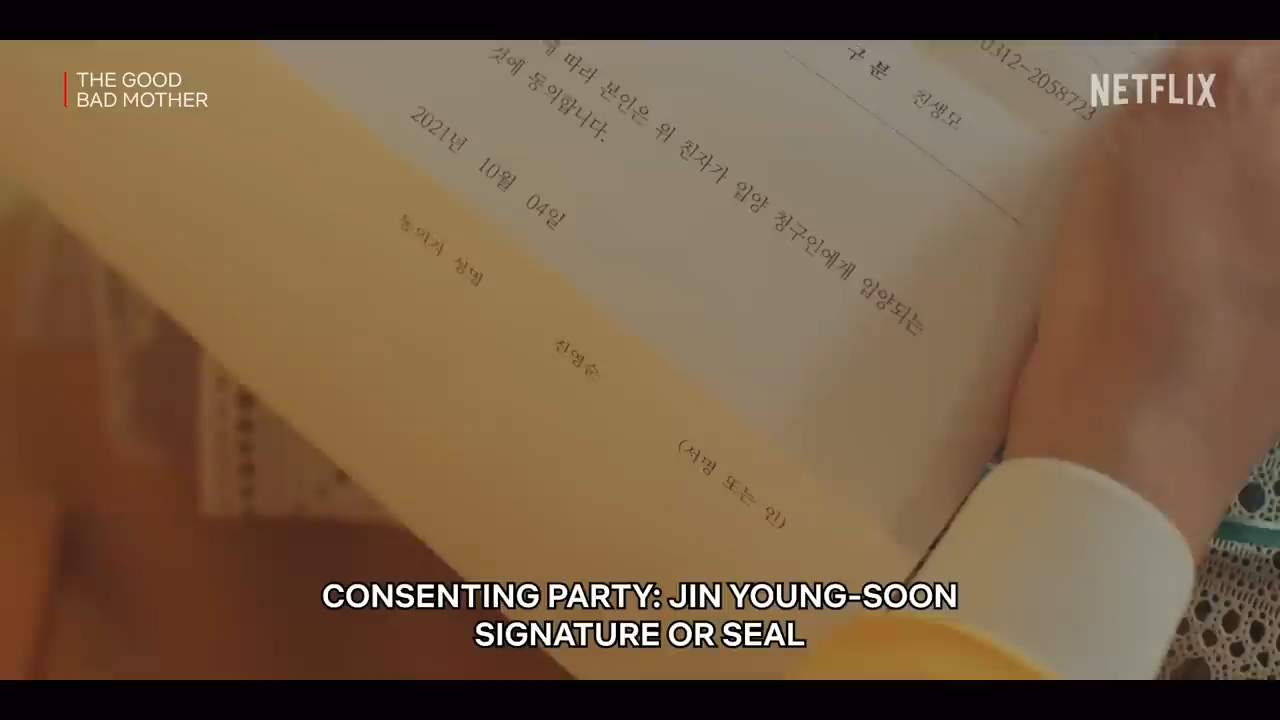 THE GOOD
BAD MOTHER
NETFLIX
0312-2058723
구 분
친생모
에 따라 본인은 위 친자가 입양 청구인에게 입양되는
것에 동의합니다.
2021년 10월 04일
동의자 성명
진영순
(서명 또는 인)
CONSENTING PARTY: JIN YOUNG-SOON
SIGNATURE OR SEAL